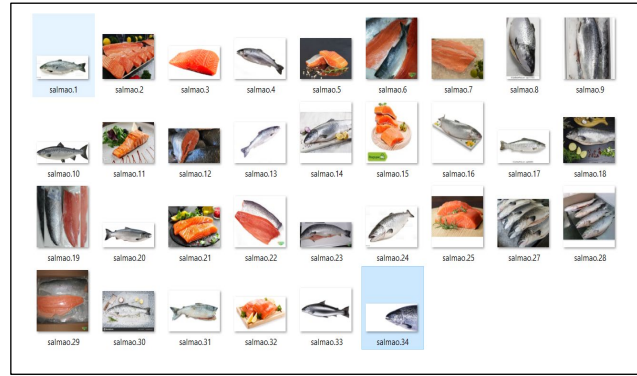 salmao.1 salmao.2 salmao.3 salmao.4 salmao.5 salmao.6 salmao.7 salmao.8 salmao.9
salmao.10 salmao.11 salmao.12 salmao.13 salmao.14 salmao.15 salmao.16 salmao.17 salmao.18
salmao.19 salmao.20 salmao.21 salmao.22 salmao.23 salmao.24 salmao.25 salmao.27 salmao.28
salmao.29 salmao.30 salmao.31 salmao.32 salmao.33 salmao.34